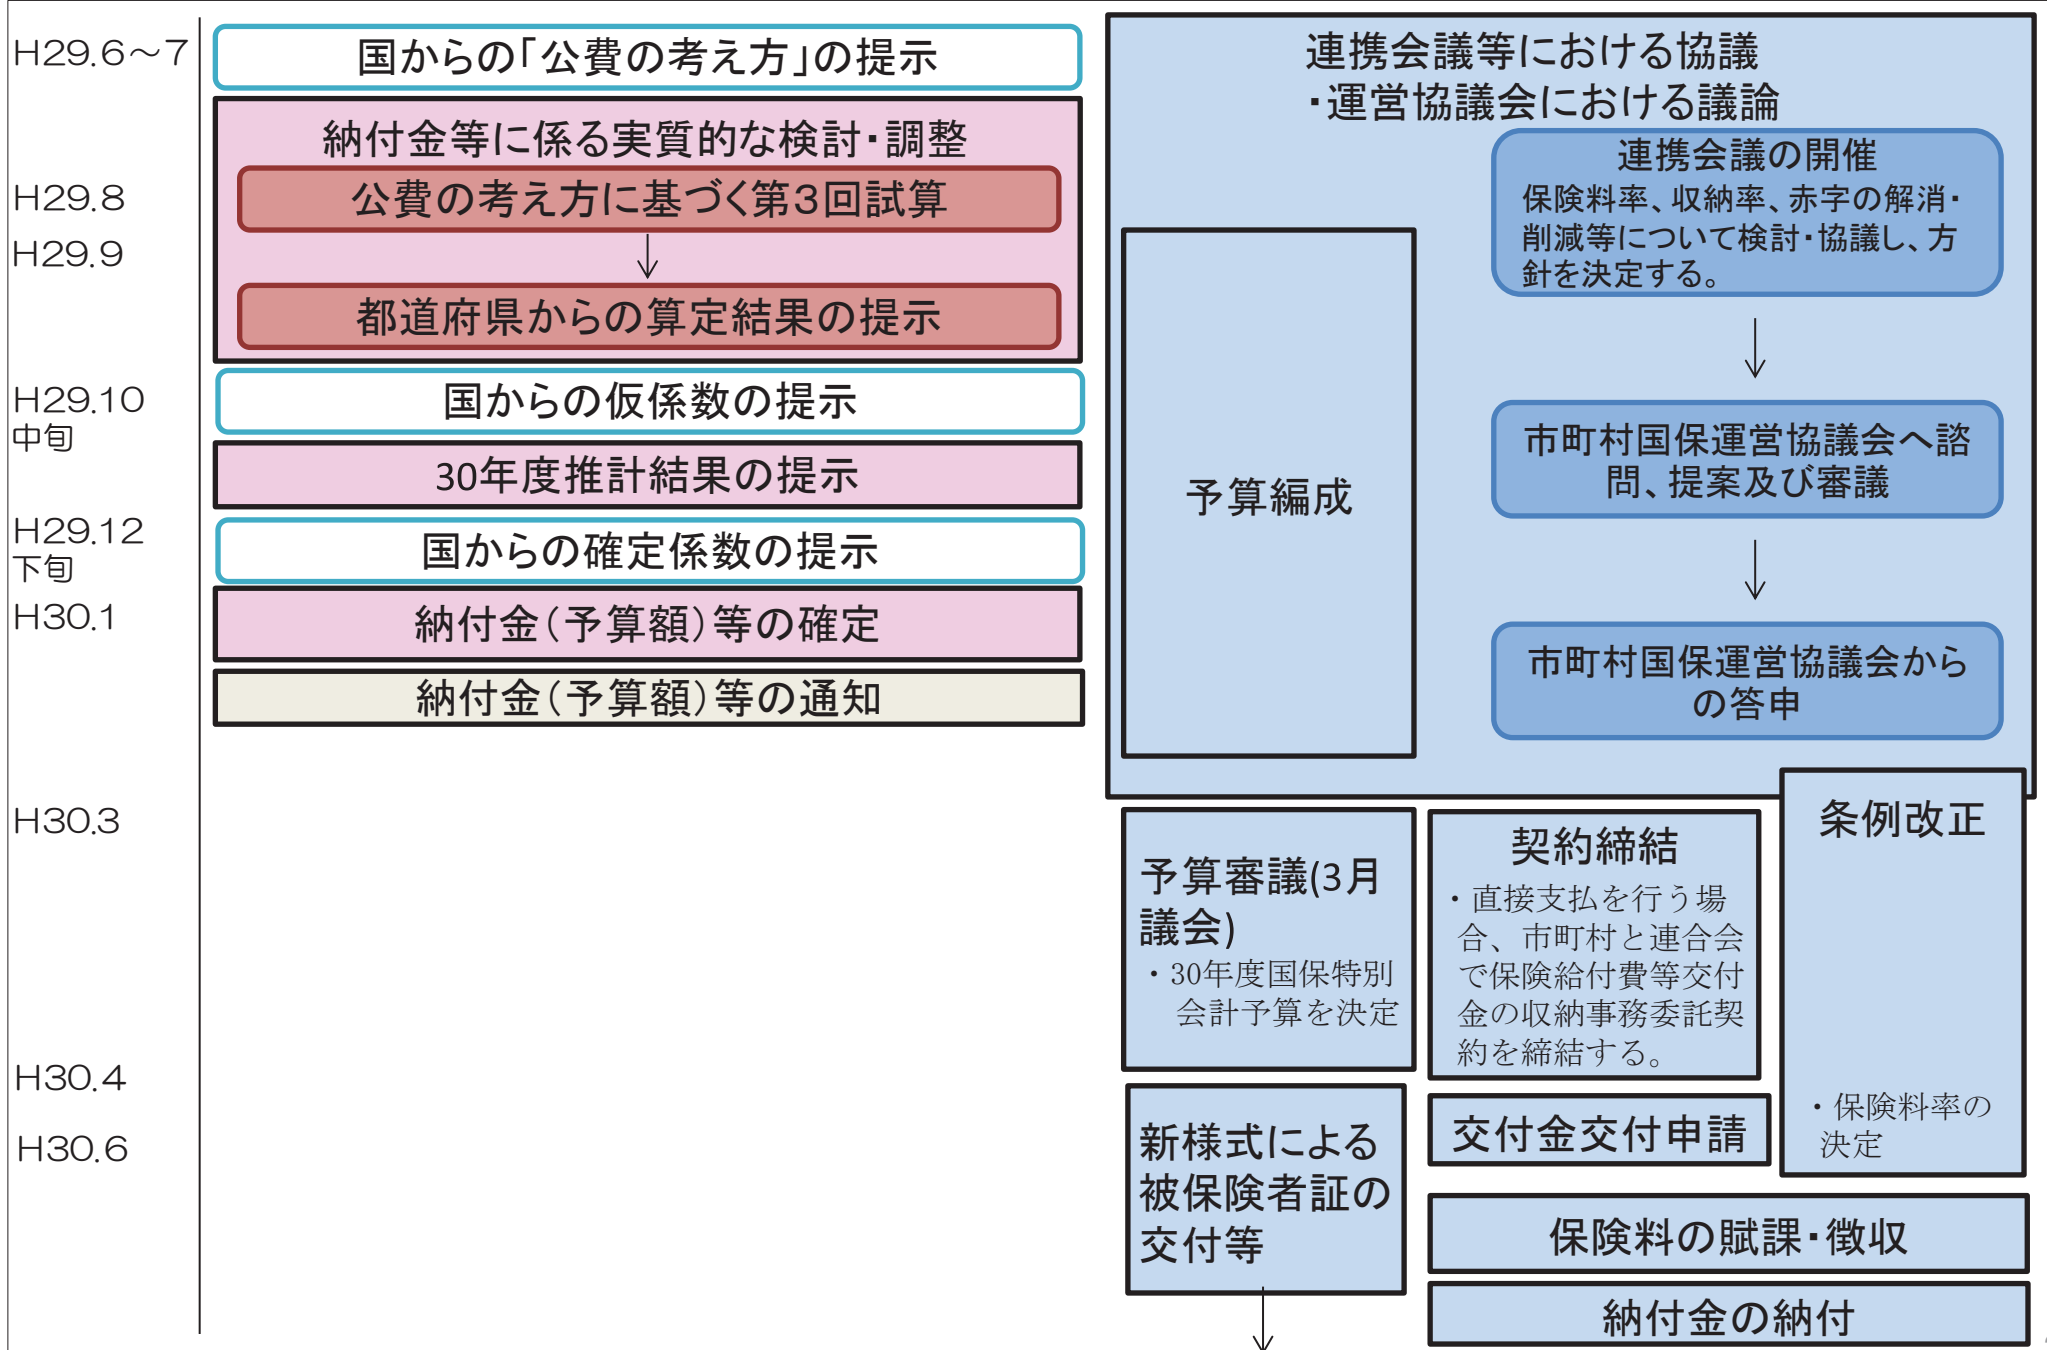 H29.6～7
国からの「公費の考え方」の提示
納付金等に係る実質的な検討・調整
H29.8
公費の考え方に基づく第３回試算
H29.9
都道府県からの算定結果の提示
H29.10
中旬
国からの仮係数の提示
30年度推計結果の提示
H29.12
下旬
国からの確定係数の提示
H30.1
納付金（予算額）等の確定
納付金（予算額）等の通知
連携会議等における協議
・運営協議会における議論
連携会議の開催
保険料率、収納率、赤字の解消・
削減等について検討・協議し、方
針を決定する。
予算編成
市町村国保運営協議会へ諮
問、提案及び審議
市町村国保運営協議会から
の答申
H30.3
予算審議(3月
議会)
・30年度国保特別
会計予算を決定
契約締結
・直接支払を行う場
合、市町村と連合会
で保険給付費等交付
金の収納事務委託契
約を締結する。
条例改正
・保険料率の
決定
H30.4
H30.6
新様式による
被保険者証の
交付等
交付金交付申請
保険料の賦課・徴収
納付金の納付